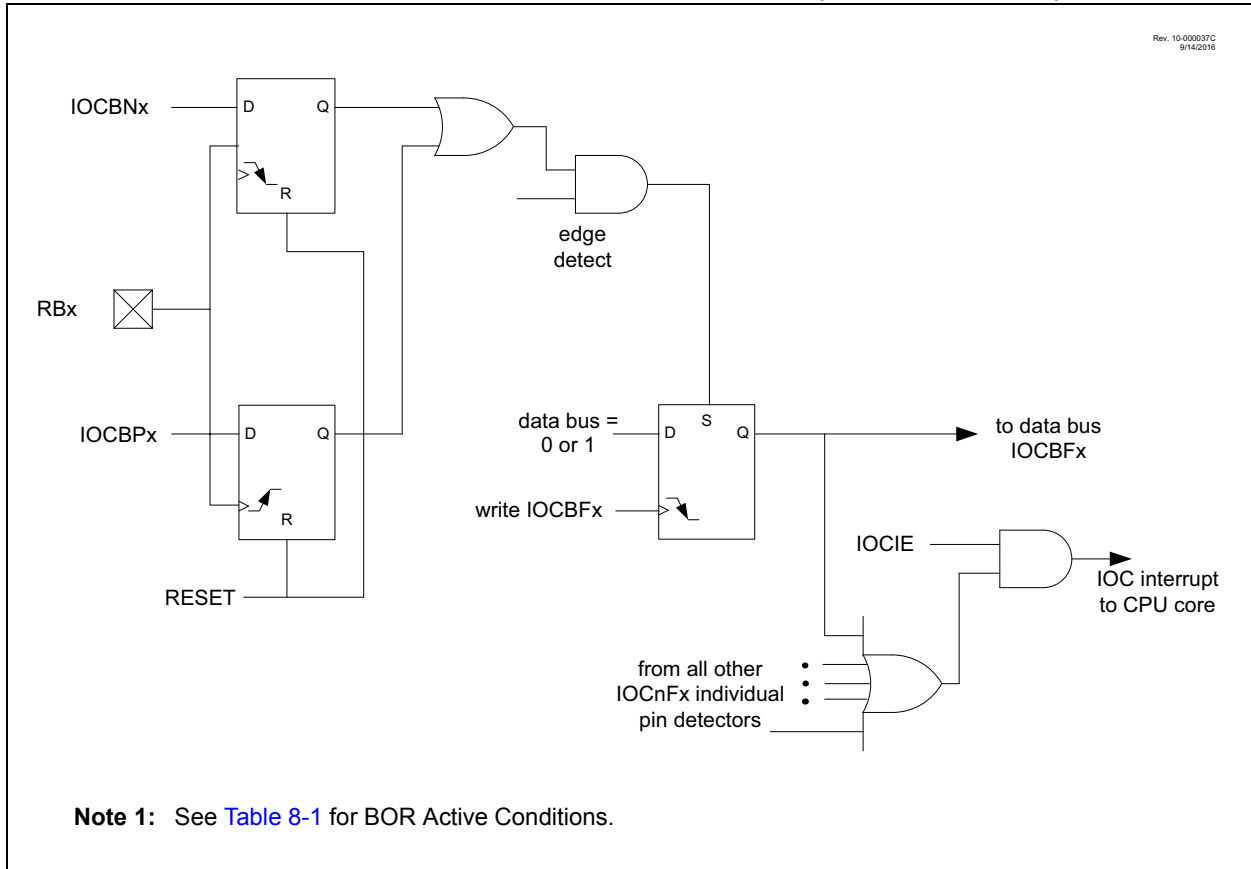 Rev. 10-000037C
9/14/2016
IOCBNx
D
Q
R
edge
detect
RBx
IOCBPx
D
Q
R
RESET
data bus =
0 or 1
D
S
Q
write IOCBFx
to data bus
IOCBFx
IOCIE
IOC interrupt
to CPU core
from all other
IOCnFx individual
pin detectors
Note 1: See Table 8-1 for BOR Active Conditions.